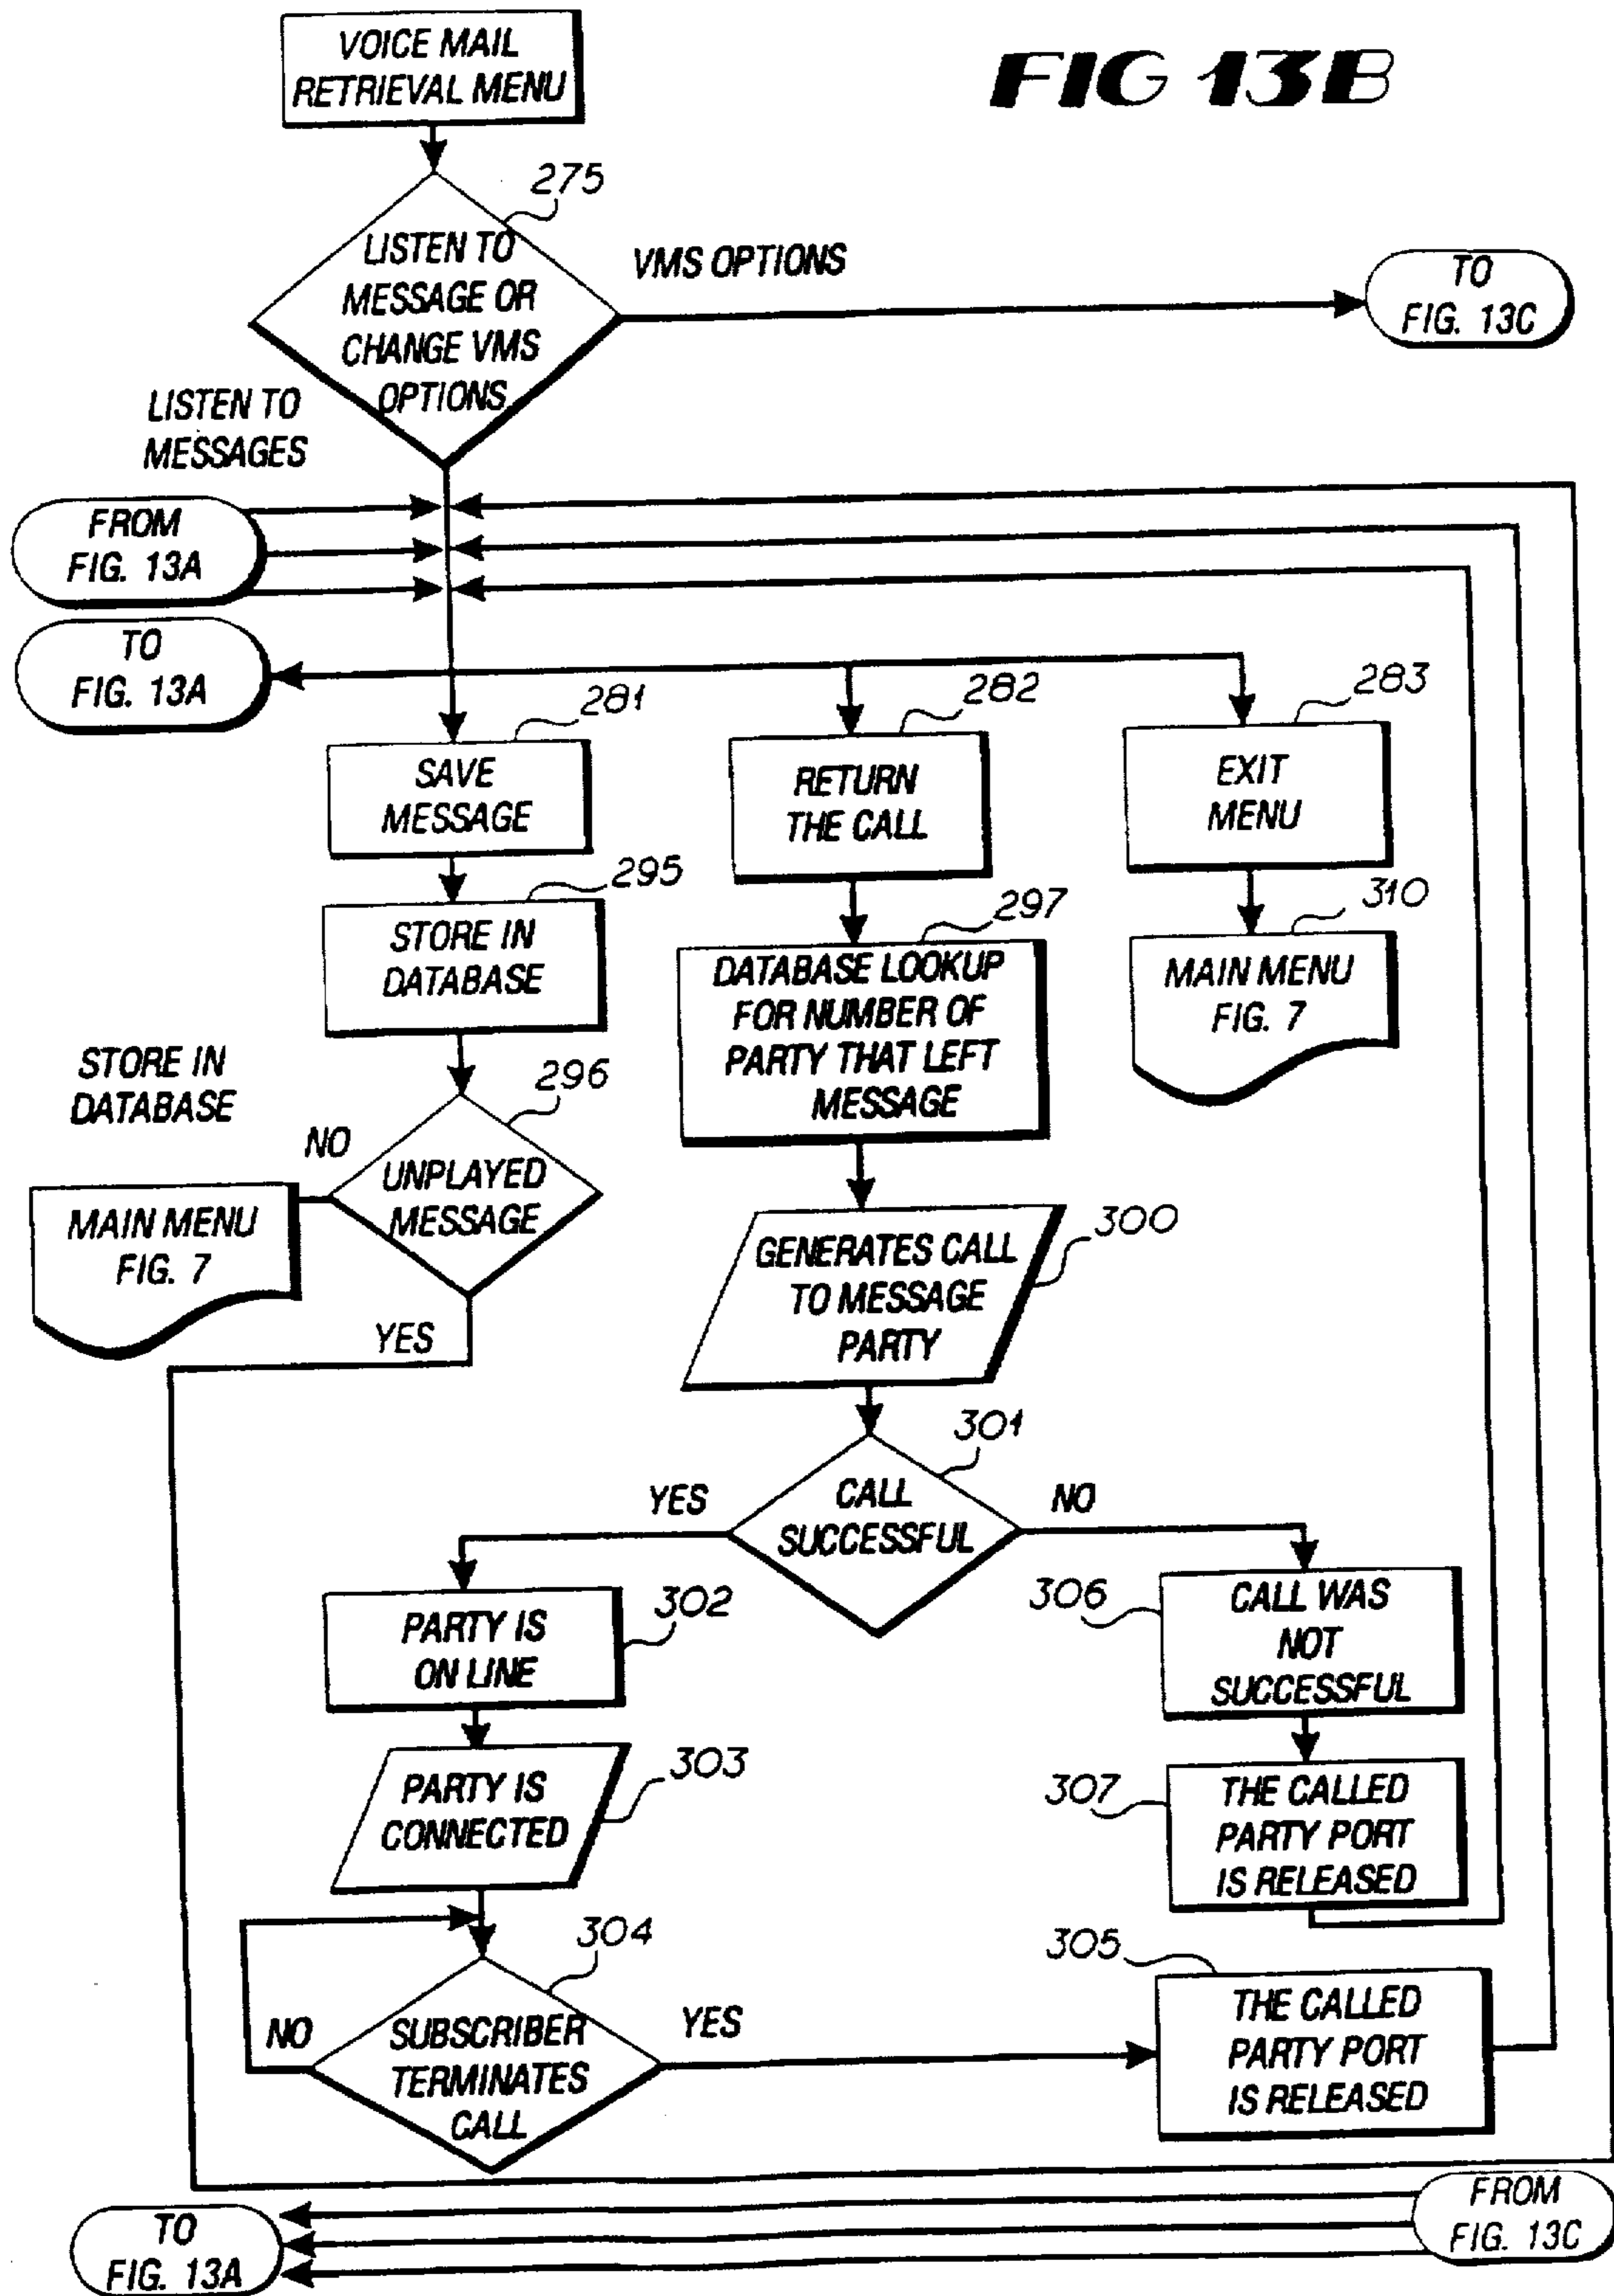 FIG 13B
VOICE MAIL
RETRIEVAL MENU
275
LISTEN TO
MESSAGE OR
CHANGE VMS
OPTIONS
VMS OPTIONS
TO
FIG. 13C
LISTEN TO
MESSAGES
FROM
FIG. 13A
TO
FIG. 13A
281
SAVE
MESSAGE
282
RETURN
THE CALL
283
EXIT
MENU
295
STORE IN
DATABASE
297
DATABASE LOOKUP
FOR NUMBER OF
PARTY THAT LEFT
MESSAGE
310
MAIN MENU
FIG. 7
STORE IN
DATABASE
296
NO
UNPLAYED
MESSAGE
MAIN MENU
FIG. 7
YES
300
GENERATES CALL
TO MESSAGE
PARTY
301
YES
CALL
SUCCESSFUL
NO
302
PARTY IS
ON LINE
306
CALL WAS
NOT
SUCCESSFUL
303
PARTY IS
CONNECTED
307
THE CALLED
PARTY PORT
IS RELEASED
304
NO
SUBSCRIBER
TERMINATES
CALL
YES
305
THE CALLED
PARTY PORT
IS RELEASED
TO
FIG. 13A
FROM
FIG. 13C